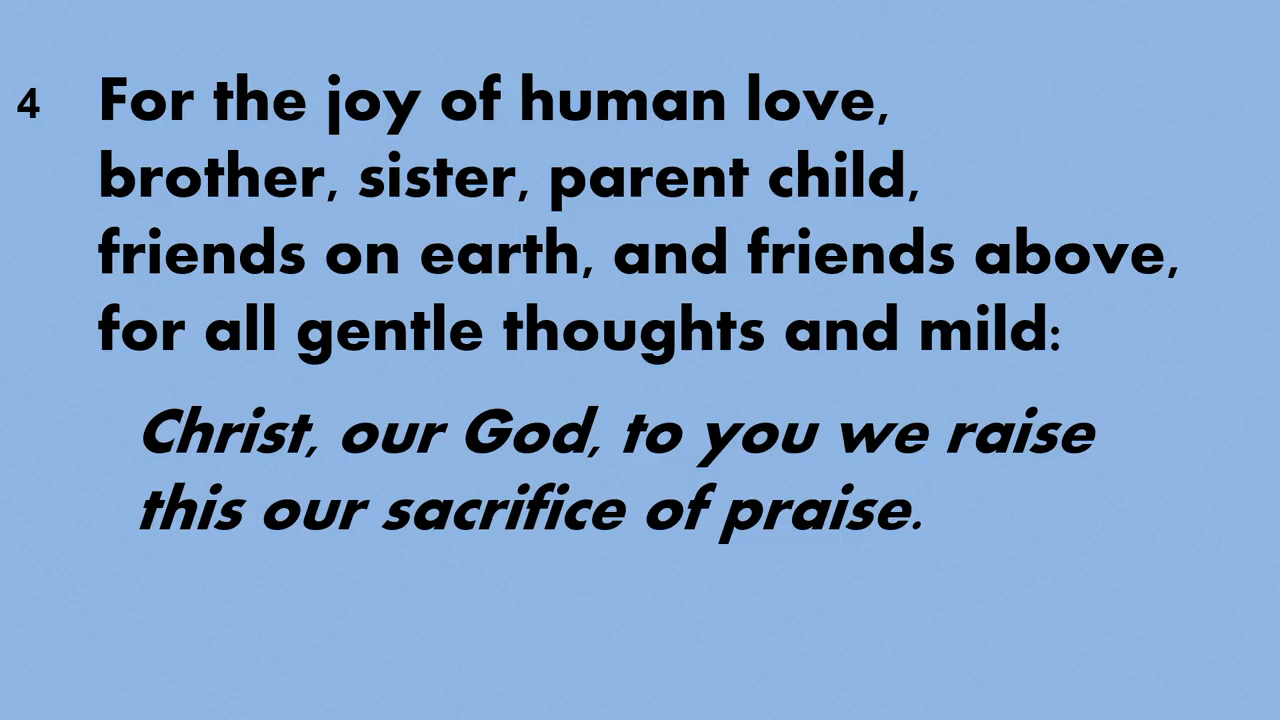 4 For the joy of human love,
brother, sister, parent child,
friends on earth, and friends above,
for all gentle thoughts and mild:
Christ, our God, to you we raise
this our sacrifice of praise.